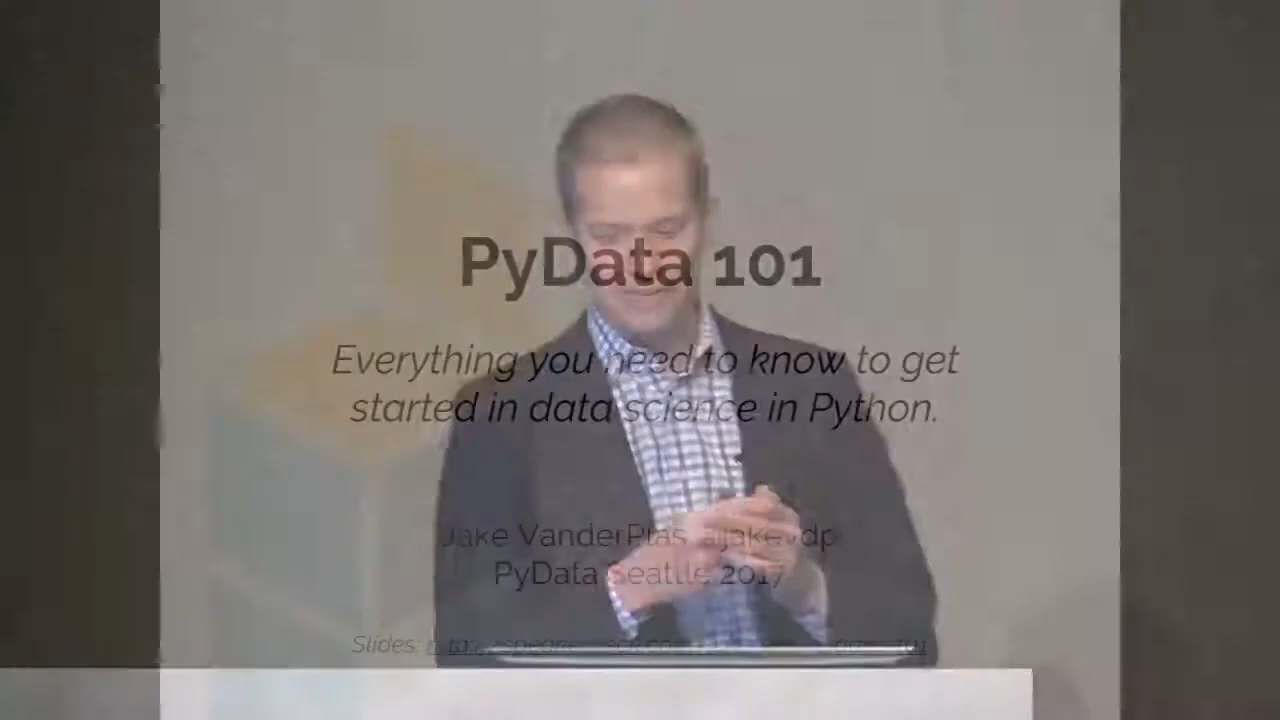 PyData 101
Everything you need to know to get
started in data science in Python.
Jake VanderPlas, @jakevdp
PyData Seattle 2017
Slides: